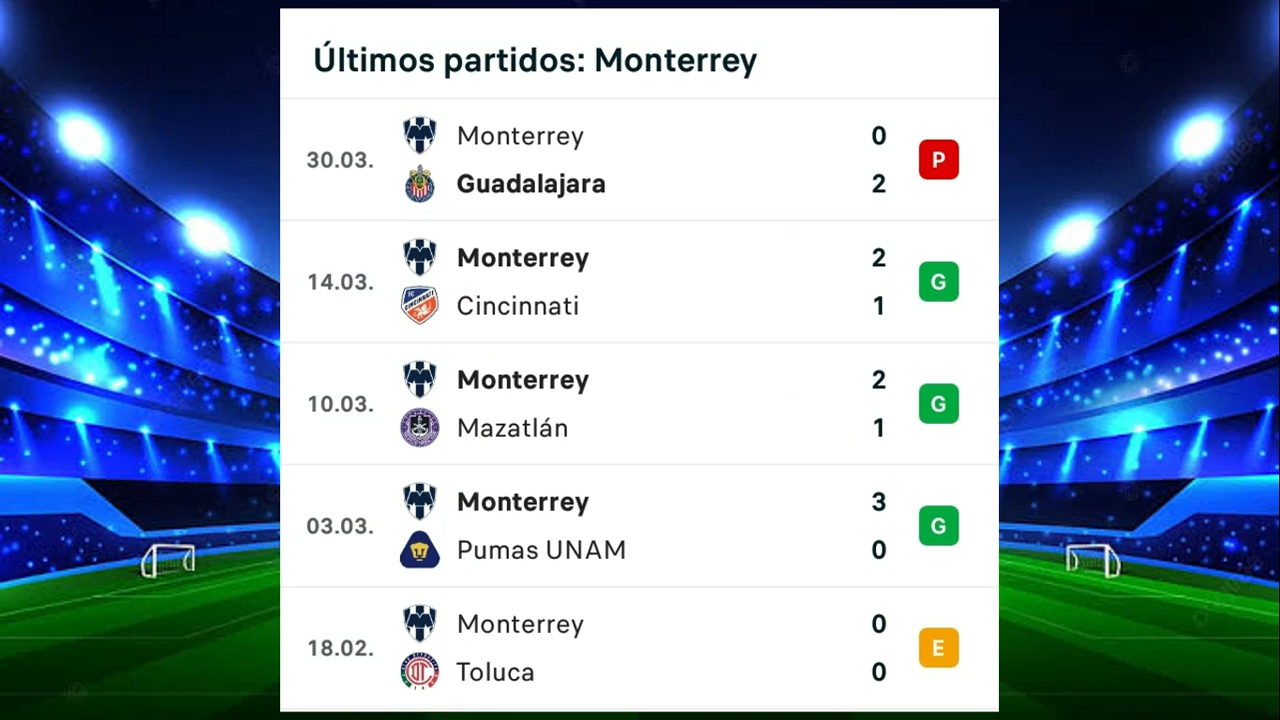 Últimos partidos: Monterrey
30.03.
Monterrey 0
Guadalajara 2
P
14.03.
Monterrey 2
Cincinnati 1
G
10.03.
Monterrey 2
Mazatlán 1
G
03.03.
Monterrey 3
Pumas UNAM 0
G
18.02.
Monterrey 0
Toluca 0
E